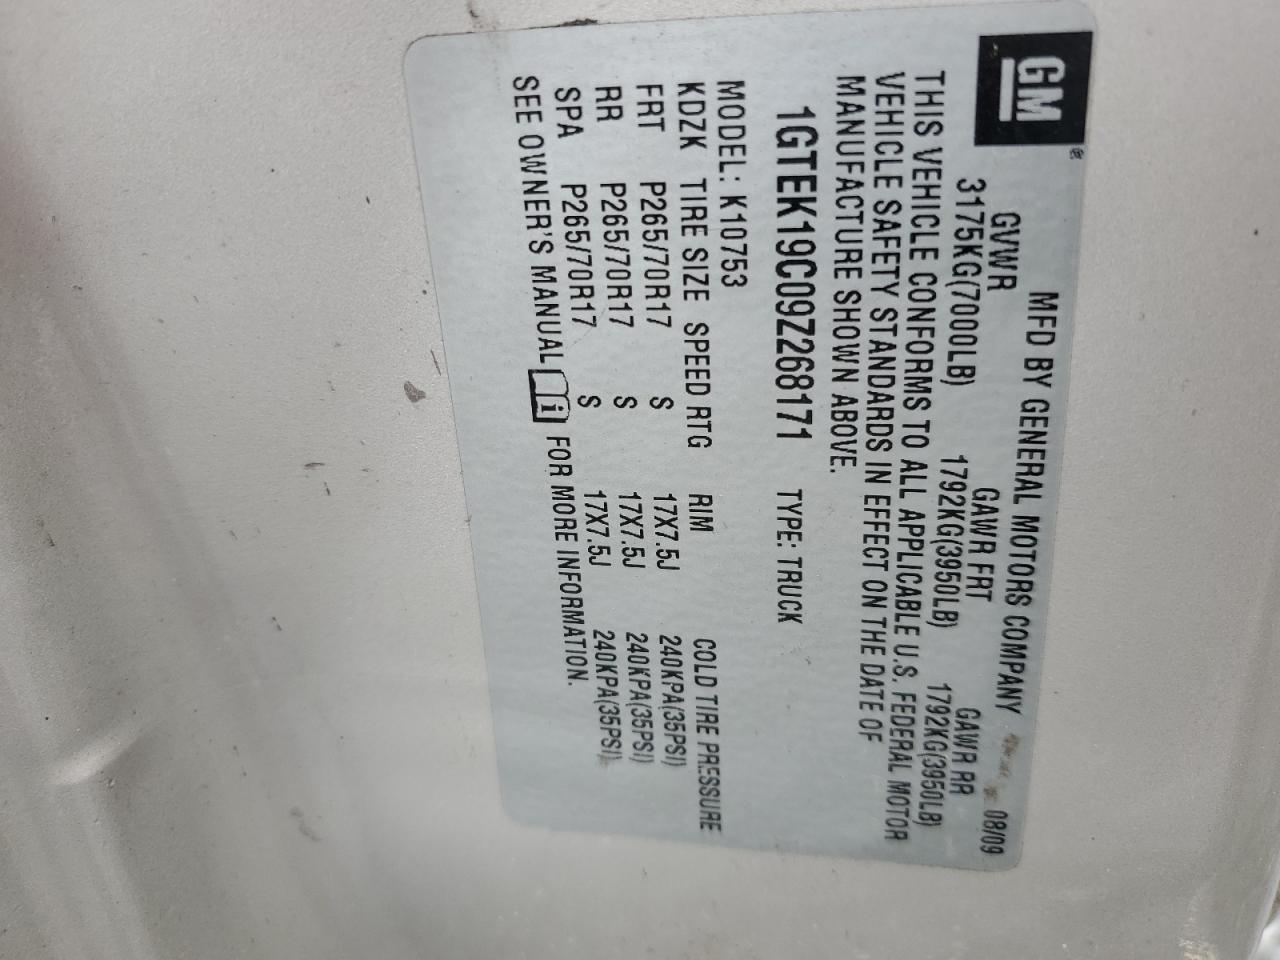 GM®
MFD BY GENERAL MOTORS COMPANY 08/09
GVWR GAWR FRT GAWR RR
3175KG(7000LB) 1792KG(3950LB) 1792KG(3950LB)
THIS VEHICLE CONFORMS TO ALL APPLICABLE U.S. FEDERAL MOTOR
VEHICLE SAFETY STANDARDS IN EFFECT ON THE DATE OF
MANUFACTURE SHOWN ABOVE.
1GTEK19C09Z268171 TYPE: TRUCK
MODEL: K10753
KDZK TIRE SIZE SPEED RTG RIM COLD TIRE PRESSURE
FRT P265/70R17 S 17X7.5J 240KPA(35PSI)
RR P265/70R17 S 17X7.5J 240KPA(35PSI)
SPA P265/70R17 S 17X7.5J 240KPA(35PSI)
SEE OWNER'S MANUAL i FOR MORE INFORMATION.